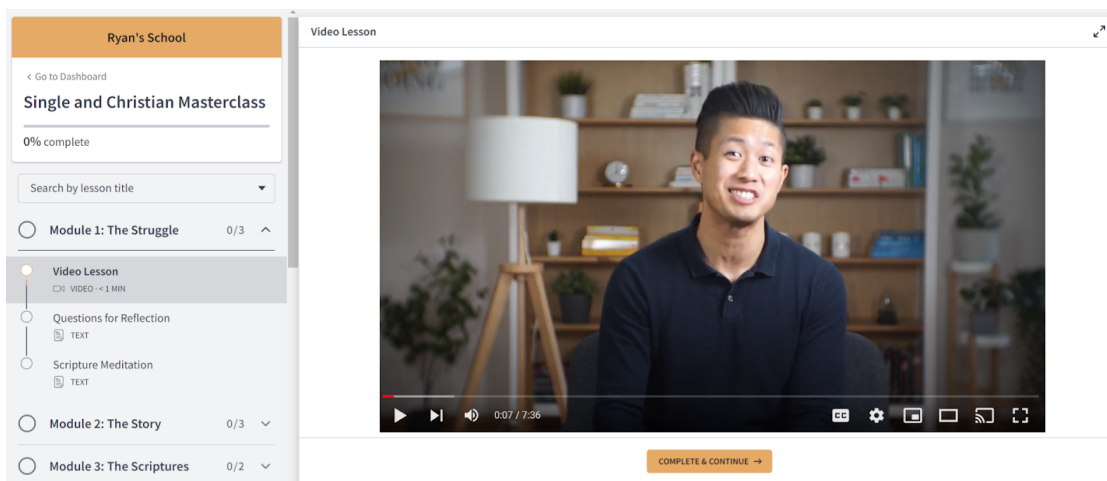 Ryan's School
< Go to Dashboard
Single and Christian Masterclass
0% complete
Search by lesson title
Module 1: The Struggle 0/3
Video Lesson
VIDEO - < 1 MIN
Questions for Reflection
TEXT
Scripture Meditation
TEXT
Module 2: The Story 0/3
Module 3: The Scriptures 0/2
Video Lesson
0:07 / 7:36
CC
COMPLETE & CONTINUE →